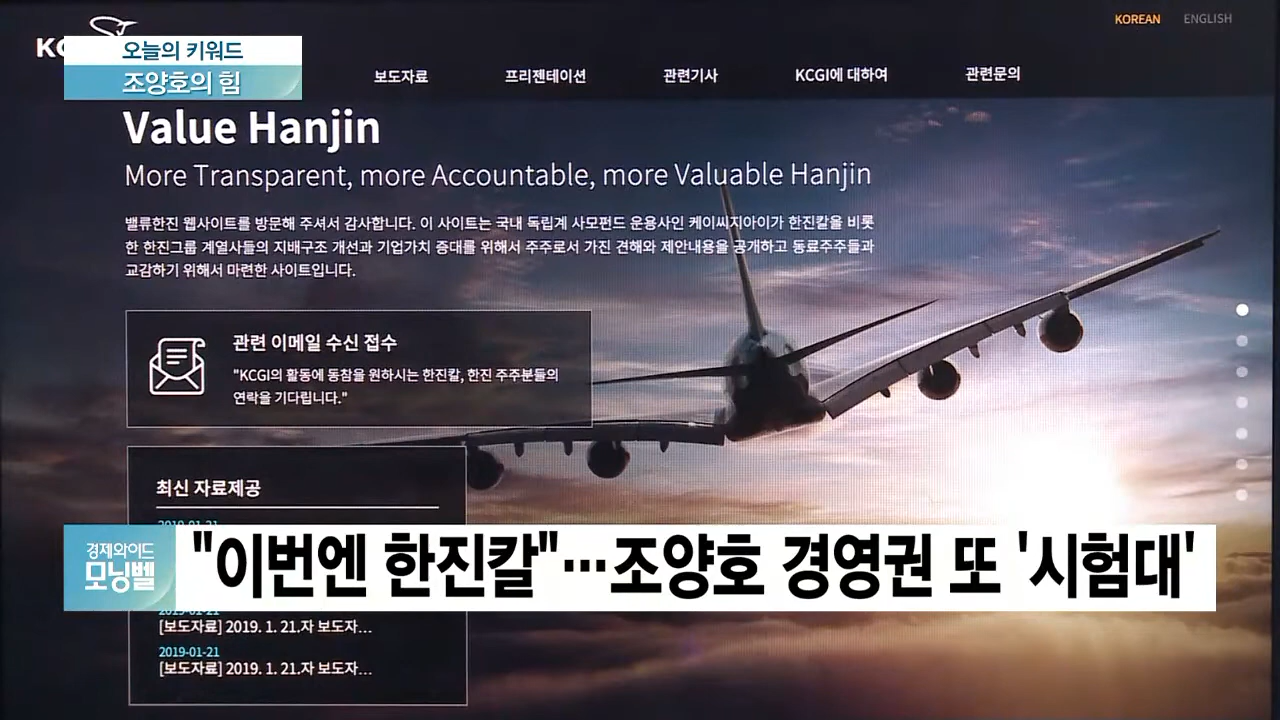 KOREAN ENGLISH
오늘의 키워드
조양호의 힘
보도자료 프리젠테이션 관련기사 KCGI에 대하여 관련문의
Value Hanjin
More Transparent, more Accountable, more Valuable Hanjin
밸류한진 웹사이트를 방문해 주셔서 감사합니다. 이 사이트는 국내 독립계 사모펀드 운용사인 케이씨지아이가 한진칼을 비롯
한 한진그룹 계열사들의 지배구조 개선과 기업가치 증대를 위해서 주주로서 가진 견해와 제안내용을 공개하고 동료주주들과
교감하기 위해서 마련한 사이트입니다.
관련 이메일 수신 접수
"KCGI의 활동에 동참을 원하시는 한진칼, 한진 주주분들의
연락을 기다립니다."
최신 자료제공
2019-01-21
경제와이드
모닝벨
"이번엔 한진칼"…조양호 경영권 또 '시험대'
2019-01-21
[보도자료] 2019. 1. 21.자 보도자...
2019-01-21
[보도자료] 2019. 1. 21.자 보도자...